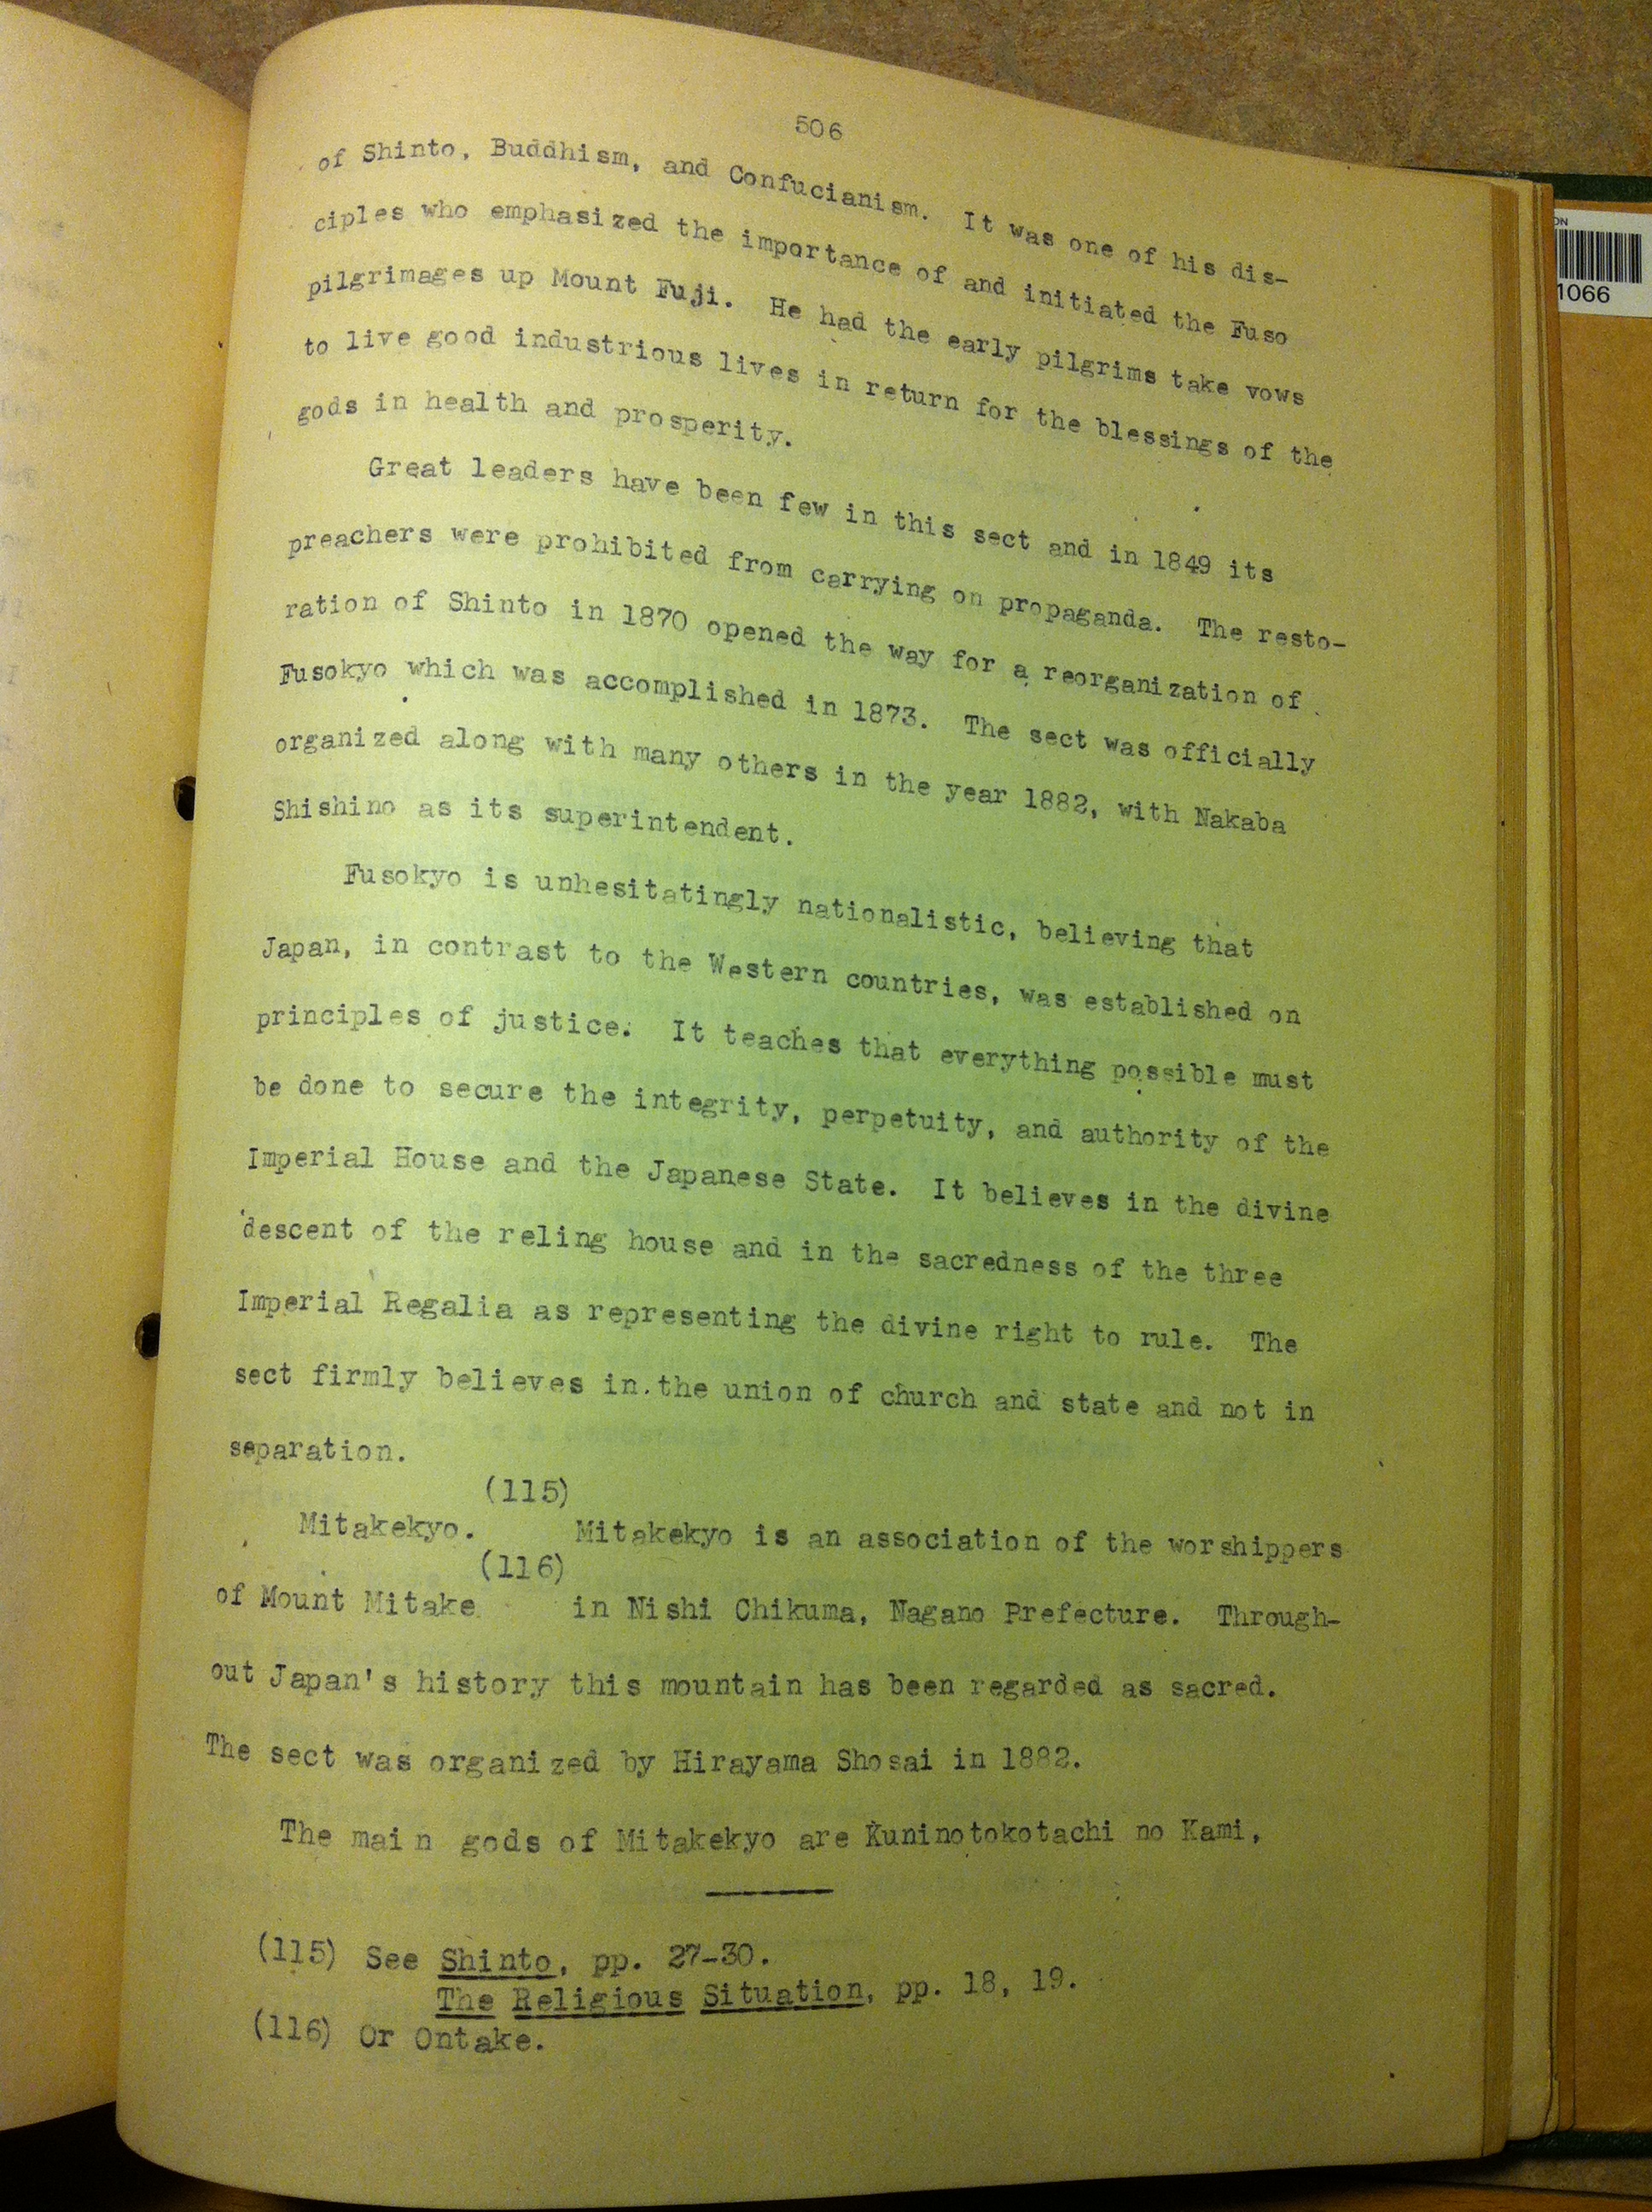 506
of Shinto, Buddhism, and Confucianism. It was one of his dis-
ciples who emphasized the importance of and initiated the Fuso
pilgrimages up Mount Fuji. He had the early pilgrims take vows
to live good industrious lives in return for the blessings of the
gods in health and prosperity.
Great leaders have been few in this sect and in 1849 its
preachers were prohibited from carrying on propaganda. The resto-
ration of Shinto in 1870 opened the way for a reorganization of
Fusokyo which was accomplished in 1873. The sect was officially
organized along with many others in the year 1882, with Nakaba
Shishino as its superintendent.
Fusokyo is unhesitatingly nationalistic, believing that
Japan, in contrast to the Western countries, was established on
principles of justice. It teaches that everything possible must
be done to secure the integrity, perpetuity, and authority of the
Imperial House and the Japanese State. It believes in the divine
descent of the reling house and in the sacredness of the three
Imperial Regalia as representing the divine right to rule. The
sect firmly believes in the union of church and state and not in
separation.
(115)
Mitakekyo. Mitakekyo is an association of the worshippers
(116)
of Mount Mitake in Nishi Chikuma, Nagano Prefecture. Through-
out Japan's history this mountain has been regarded as sacred.
The sect was organized by Hirayama Shosai in 1882.
The main gods of Mitakekyo are Kuninotokotachi no Kami,
(115) See Shinto, pp. 27-30.
The Religious Situation, pp. 18, 19.
(116) Or Ontake.
ON
1066